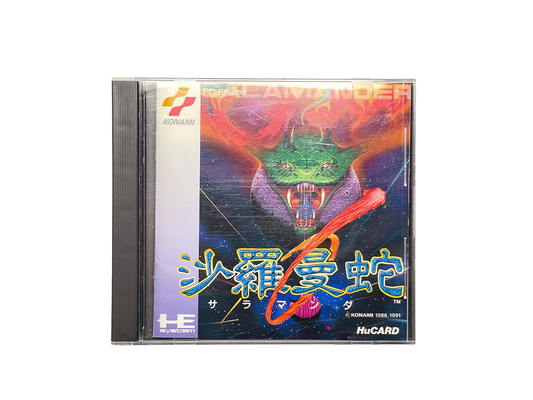 PC Engine
SALAMANDER
KONAMI
沙羅曼蛇
TM
サラマンダ
© KONAMI 1986, 1991
HE
system
HuCARD